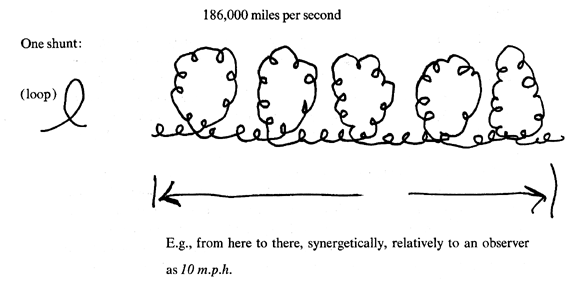 186,000 miles per second
One shunt:
(loop)
E.g., from here to there, synergetically, relatively to an observer
as 10 m.p.h.